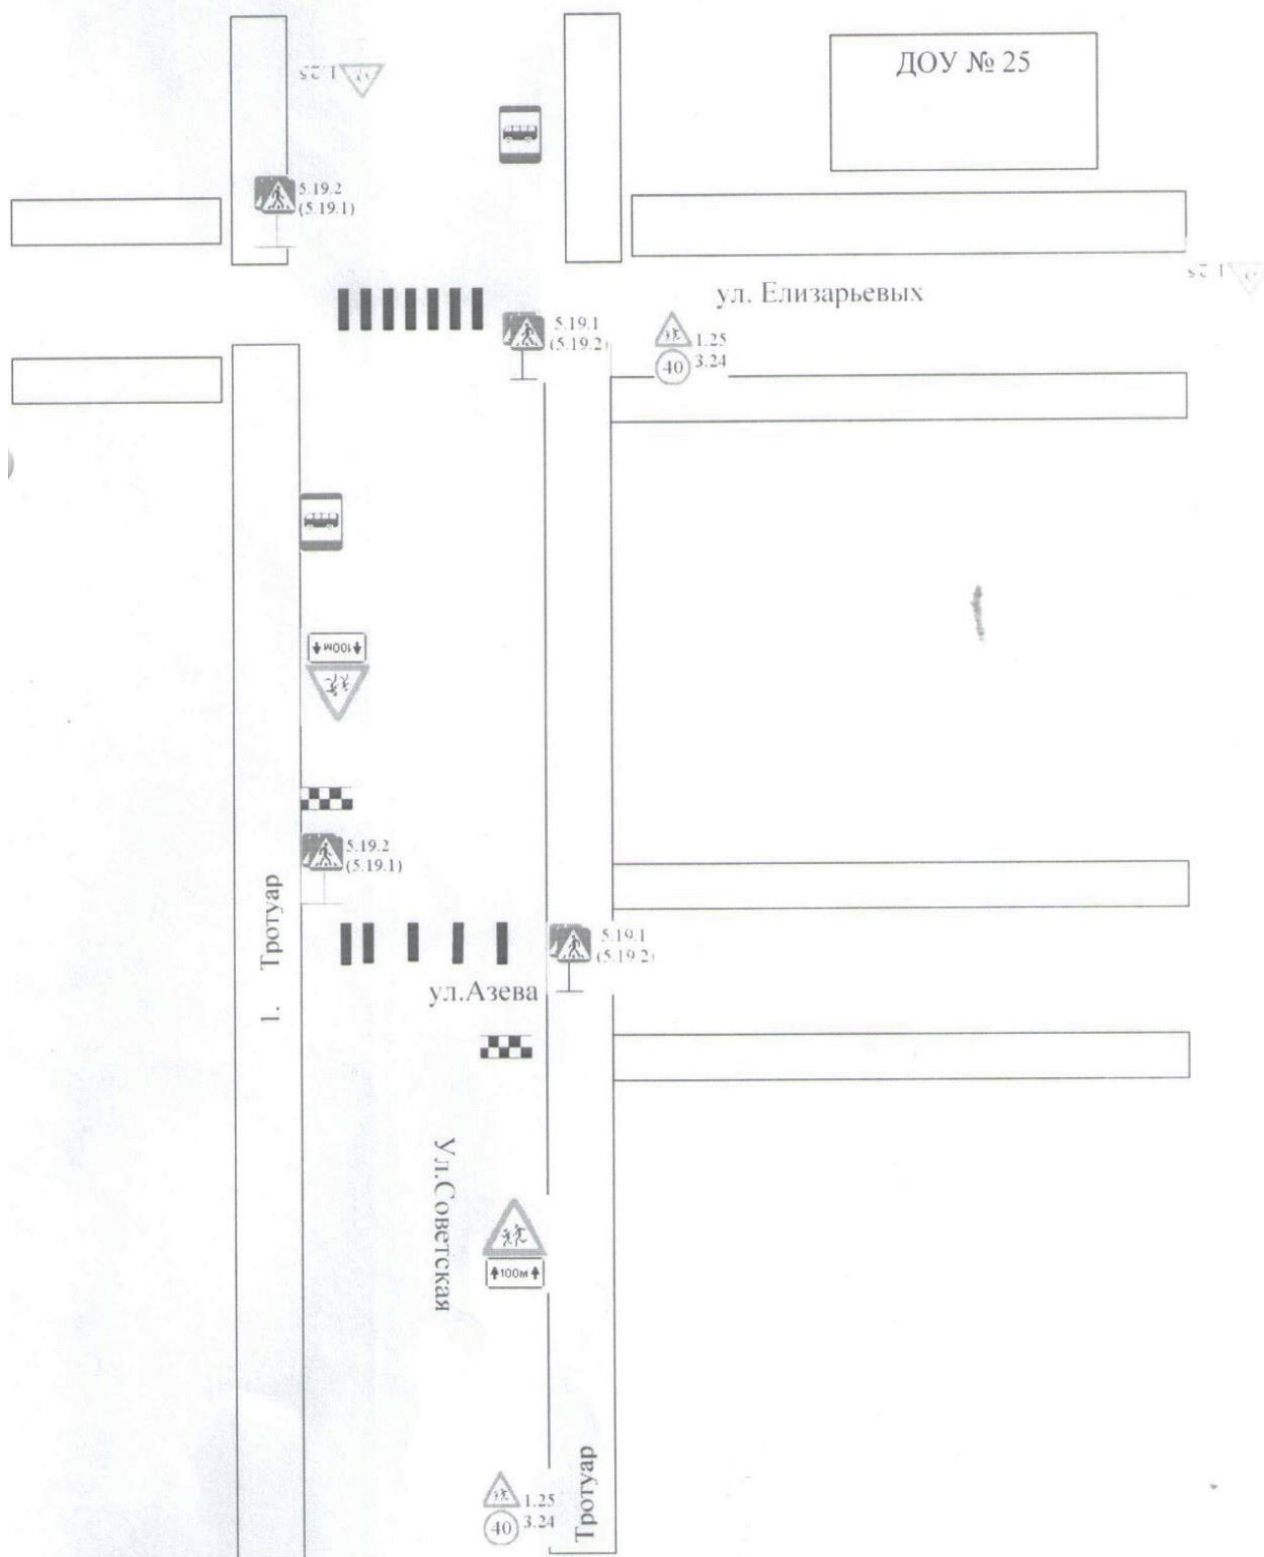 ДОУ № 25
1.25
5.19.2
(5.19.1)
1.25
ул. Елизарьевых
5.19.1
(5.19.2)
1.25
40 3.24
100м
5.19.2
(5.19.1)
1. Тротуар
5.19.1
(5.19.2)
ул.Азева
Ул.Советская
100м
Тротуар
1.25
40 3.24